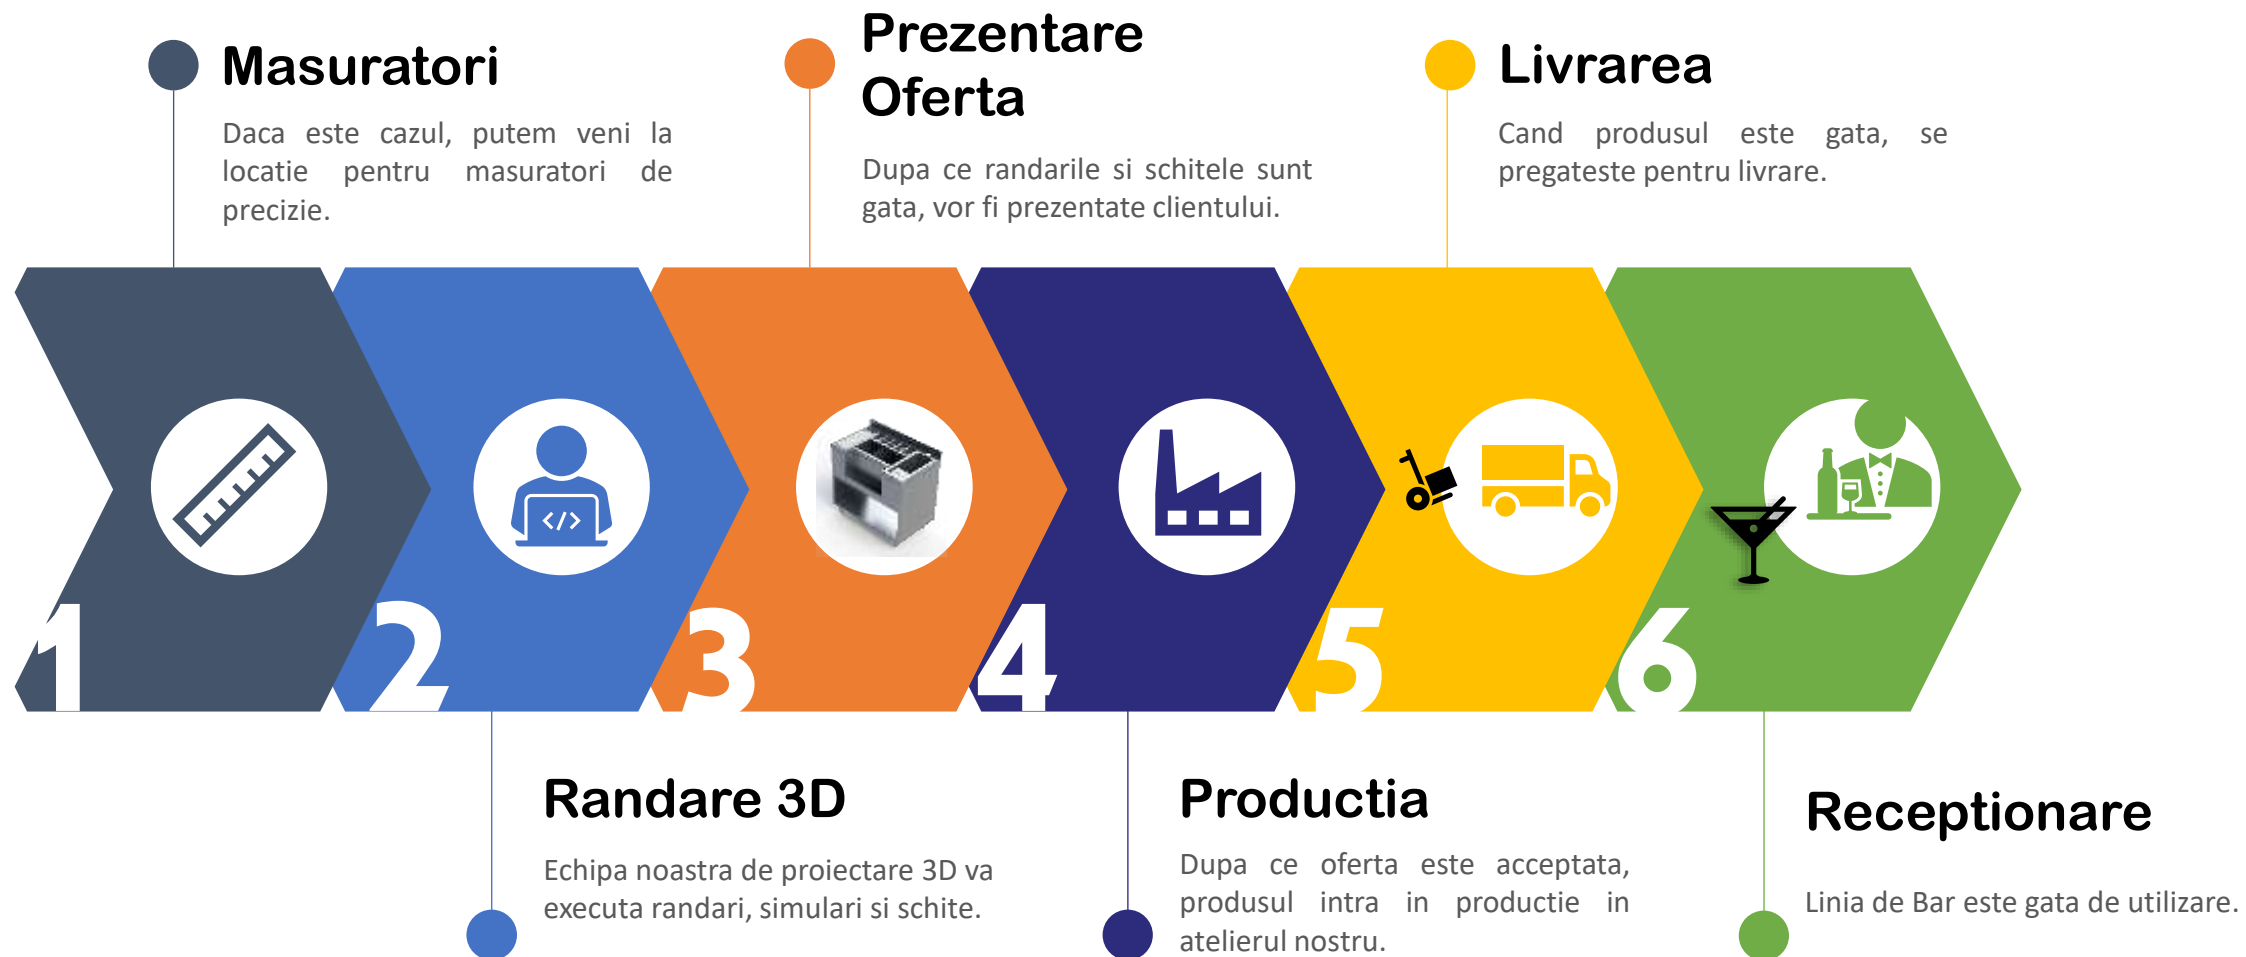 Masuratori
Daca este cazul, putem veni la
locatie pentru masuratori de
precizie.
Prezentare
Oferta
Dupa ce randarile si schitele sunt
gata, vor fi prezentate clientului.
Livrarea
Cand produsul este gata, se
pregateste pentru livrare.
1
2
</>
3
4
5
6
Randare 3D
Echipa noastra de proiectare 3D va
executa randari, simulari si schite.
Productia
Dupa ce oferta este acceptata,
produsul intra in productie in
atelierul nostru.
Receptionare
Linia de Bar este gata de utilizare.